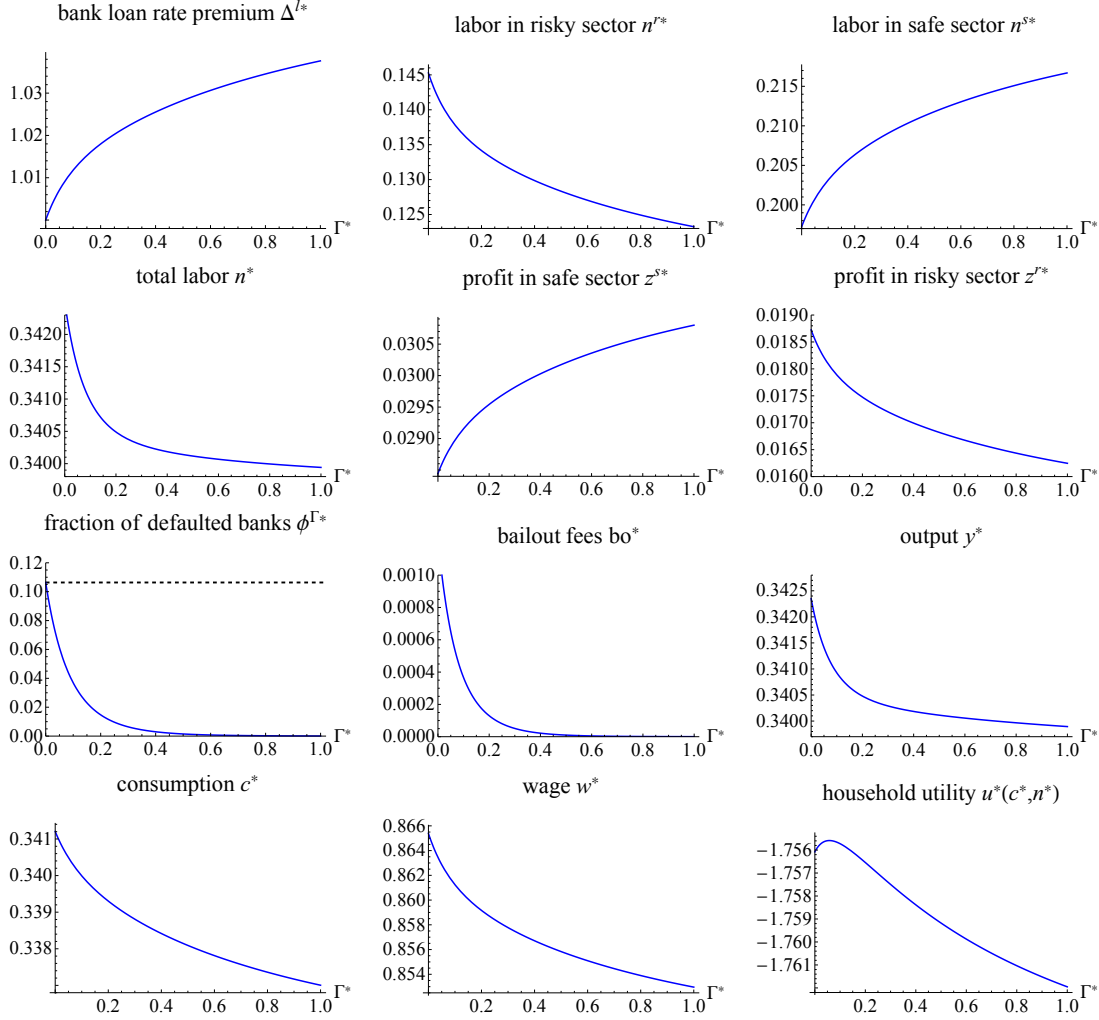 bank loan rate premium Δˡ*
labor in risky sector nʳ*
labor in safe sector nˢ*
1.03
1.02
1.01
0.0 0.2 0.4 0.6 0.8 1.0 Γ*
0.145
0.140
0.135
0.130
0.125
0.2 0.4 0.6 0.8 1.0 Γ*
0.215
0.210
0.205
0.200
0.2 0.4 0.6 0.8 1.0 Γ*
total labor n*
profit in safe sector zˢ*
profit in risky sector zʳ*
0.3420
0.3415
0.3410
0.3405
0.3400
0.0 0.2 0.4 0.6 0.8 1.0 Γ*
0.0305
0.0300
0.0295
0.0290
0.2 0.4 0.6 0.8 1.0 Γ*
0.0190
0.0185
0.0180
0.0175
0.0170
0.0165
0.0160
0.0 0.2 0.4 0.6 0.8 1.0 Γ*
fraction of defaulted banks ϕ^Γ*
bailout fees bo*
output y*
0.12
0.10
0.08
0.06
0.04
0.02
0.00
0.0 0.2 0.4 0.6 0.8 1.0 Γ*
0.0010
0.0008
0.0006
0.0004
0.0002
0.0000
0.0 0.2 0.4 0.6 0.8 1.0 Γ*
0.3425
0.3420
0.3415
0.3410
0.3405
0.3400
0.0 0.2 0.4 0.6 0.8 1.0 Γ*
consumption c*
wage w*
household utility u*(c*,n*)
0.341
0.340
0.339
0.338
0.2 0.4 0.6 0.8 1.0 Γ*
0.866
0.864
0.862
0.860
0.858
0.856
0.854
0.2 0.4 0.6 0.8 1.0 Γ*
−1.756
−1.757
−1.758
−1.759
−1.760
−1.761
0.2 0.4 0.6 0.8 1.0 Γ*